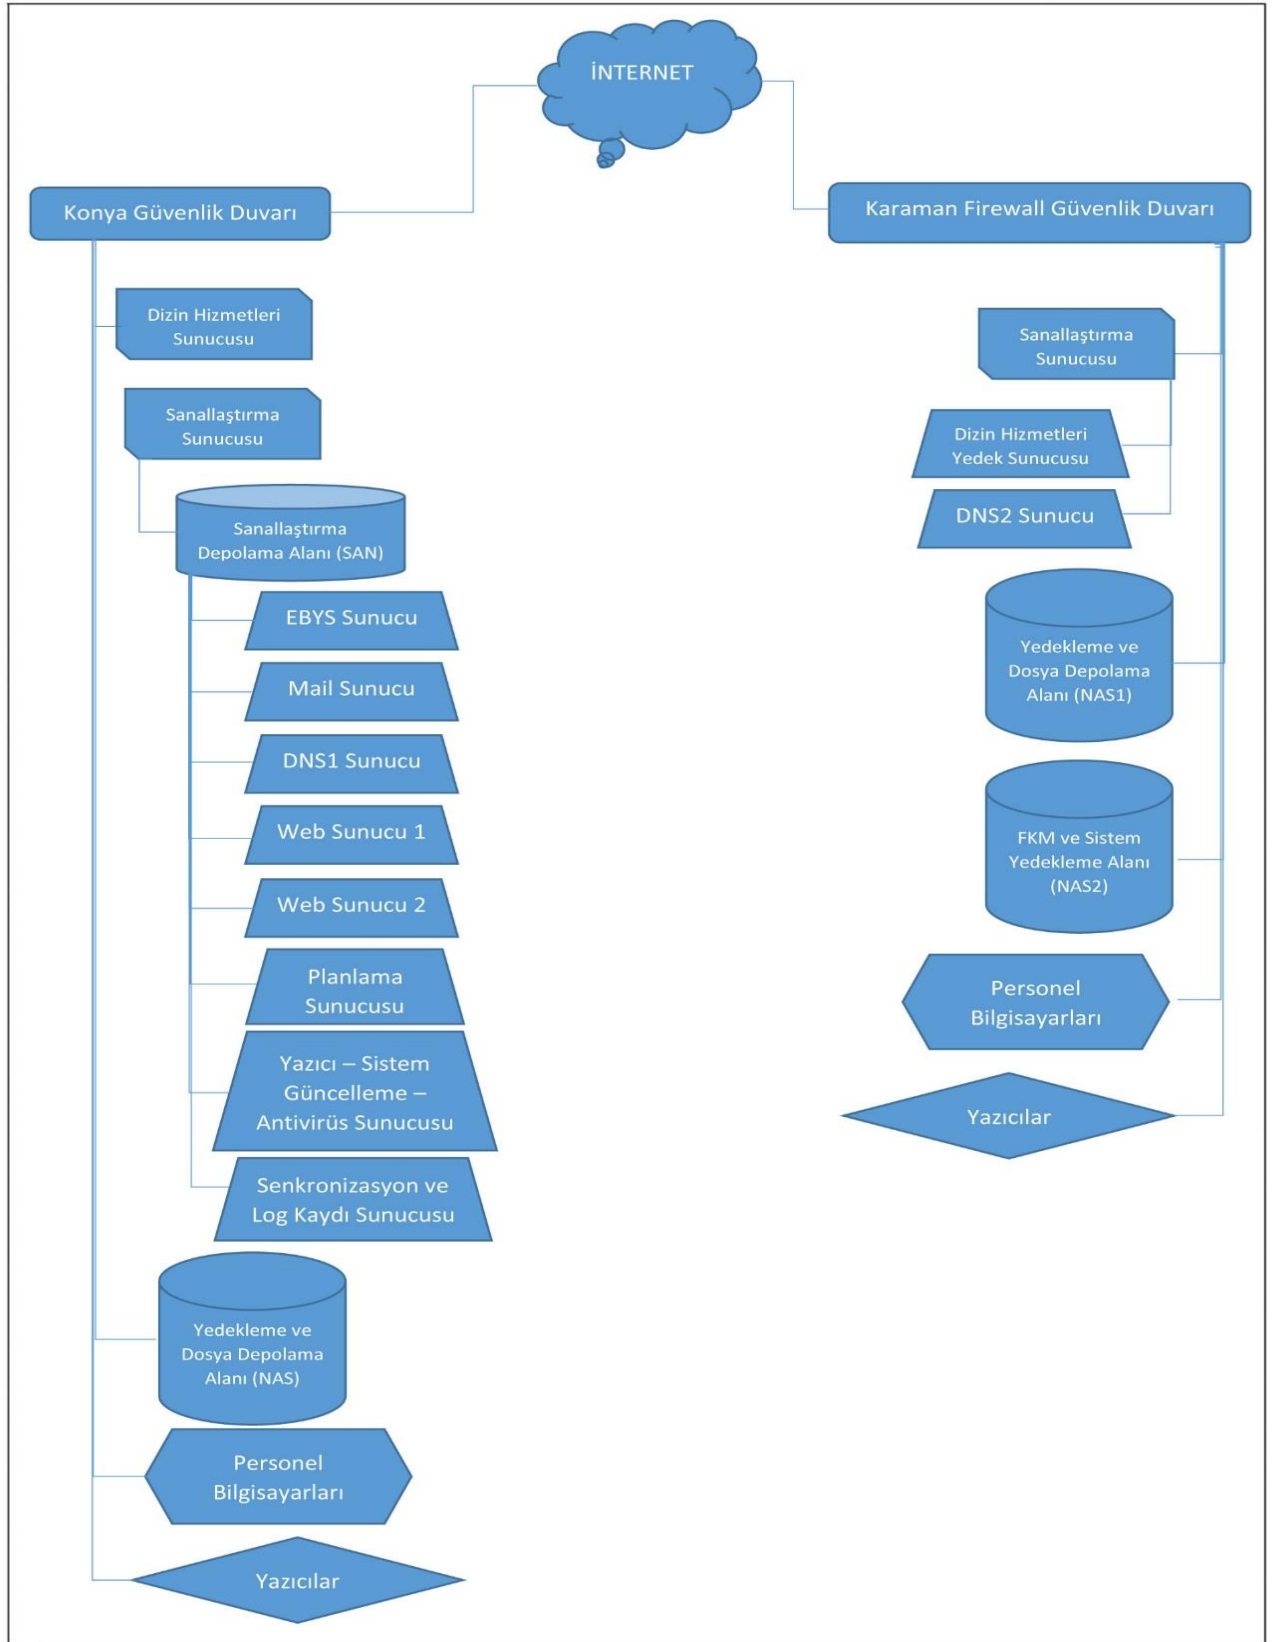 İNTERNET
Konya Güvenlik Duvarı
Dizin Hizmetleri
Sunucusu
Sanallaştırma
Sunucusu
Sanallaştırma
Depolama Alanı (SAN)
EBYS Sunucu
Mail Sunucu
DNS1 Sunucu
Web Sunucu 1
Web Sunucu 2
Planlama
Sunucusu
Yazıcı – Sistem
Güncelleme –
Antivirüs Sunucusu
Senkronizasyon ve
Log Kaydı Sunucusu
Yedekleme ve
Dosya Depolama
Alanı (NAS)
Personel
Bilgisayarları
Yazıcılar
Karaman Firewall Güvenlik Duvarı
Sanallaştırma
Sunucusu
Dizin Hizmetleri
Yedek Sunucusu
DNS2 Sunucu
Yedekleme ve
Dosya Depolama
Alanı (NAS1)
FKM ve Sistem
Yedekleme Alanı
(NAS2)
Personel
Bilgisayarları
Yazıcılar